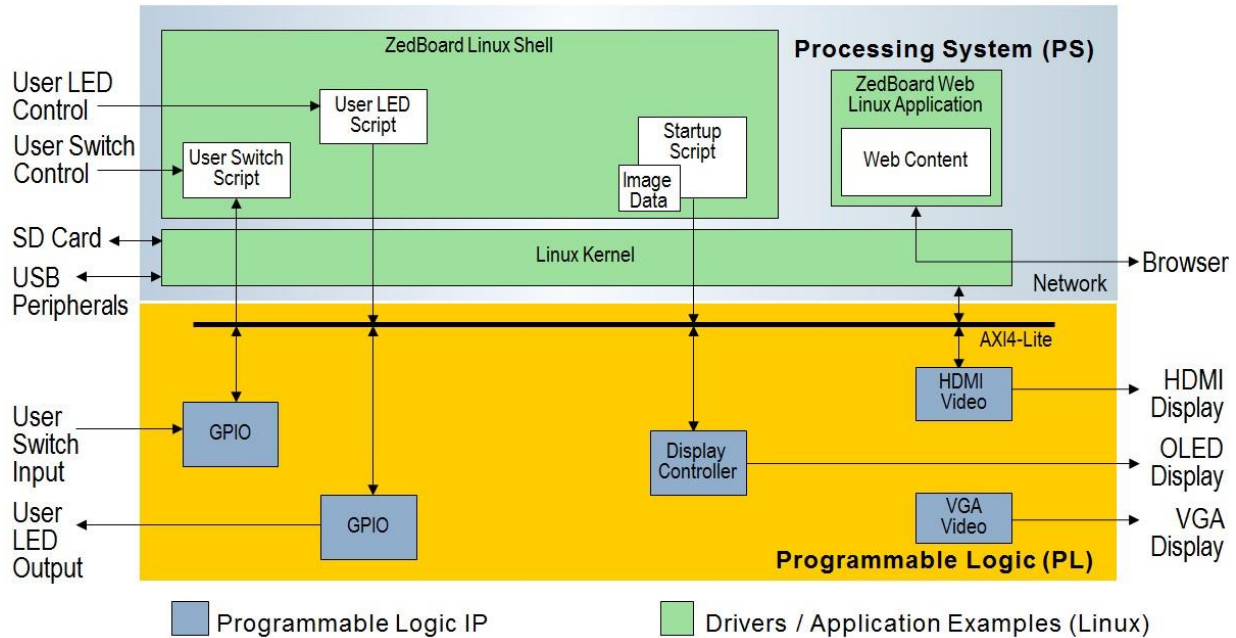 ZedBoard Linux Shell
Processing System (PS)
User LED
Control
User LED
Script
ZedBoard Web
Linux Application
Startup
Script
Web Content
User Switch
Control
User Switch
Script
Image
Data
SD Card
Linux Kernel
USB
Peripherals
Browser
Network
AXI4-Lite
HDMI
Video
HDMI
Display
User
Switch
Input
GPIO
Display
Controller
OLED
Display
User
LED
Output
GPIO
VGA
Video
VGA
Display
Programmable Logic (PL)
Programmable Logic IP
Drivers / Application Examples (Linux)